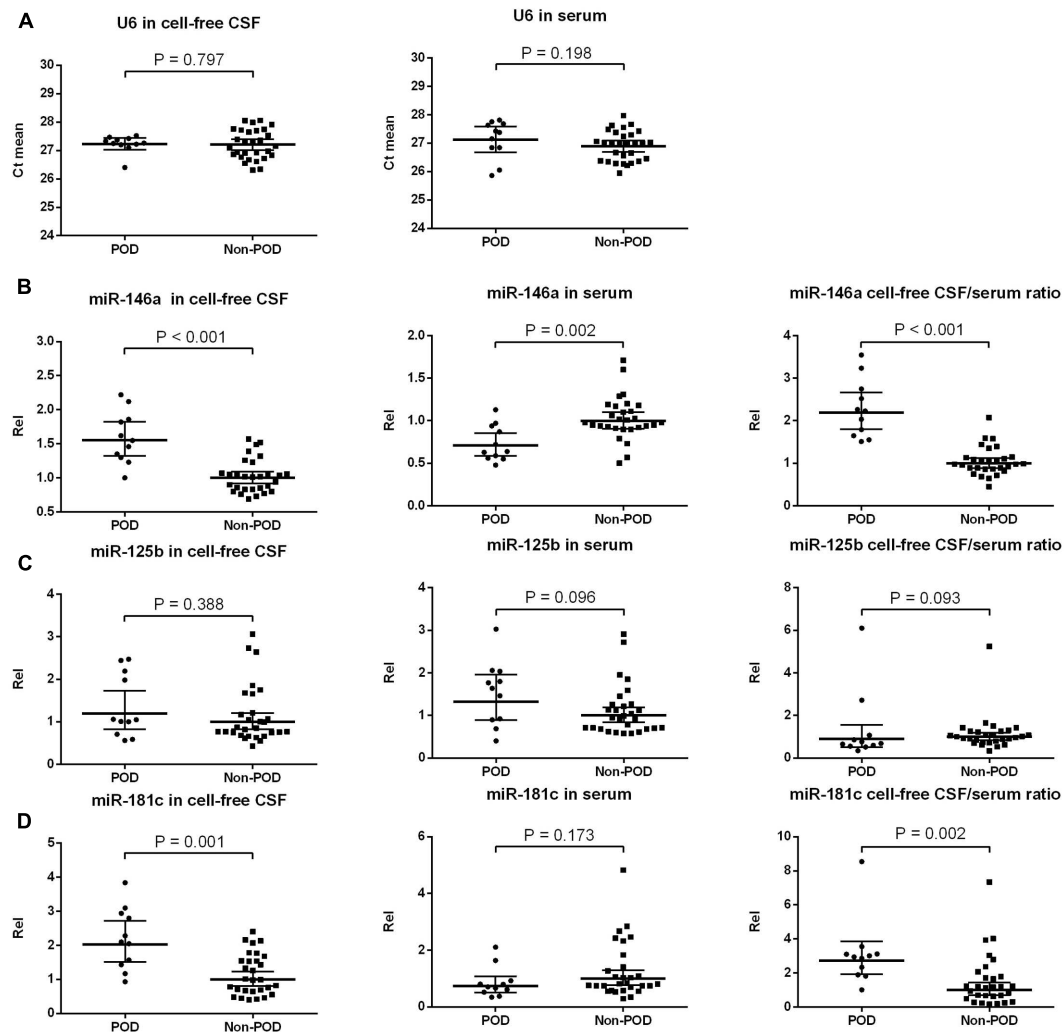 A
U6 in cell-free CSF
P = 0.797
Ct mean
30
29
28
27
26
25
24
POD
Non-POD
U6 in serum
P = 0.198
Ct mean
30
29
28
27
26
25
24
POD
Non-POD
B
miR-146a in cell-free CSF
P < 0.001
Rel
3.0
2.5
2.0
1.5
1.0
0.5
POD
Non-POD
miR-146a in serum
P = 0.002
Rel
2.0
1.5
1.0
0.5
0.0
POD
Non-POD
miR-146a cell-free CSF/serum ratio
P < 0.001
Rel
4
3
2
1
0
POD
Non-POD
C
miR-125b in cell-free CSF
P = 0.388
Rel
4
3
2
1
0
POD
Non-POD
miR-125b in serum
P = 0.096
Rel
4
3
2
1
0
POD
Non-POD
miR-125b cell-free CSF/serum ratio
P = 0.093
Rel
8
6
4
2
0
POD
Non-POD
D
miR-181c in cell-free CSF
P = 0.001
Rel
5
4
3
2
1
0
POD
Non-POD
miR-181c in serum
P = 0.173
Rel
6
4
2
0
POD
Non-POD
miR-181c cell-free CSF/serum ratio
P = 0.002
Rel
10
8
6
4
2
0
POD
Non-POD